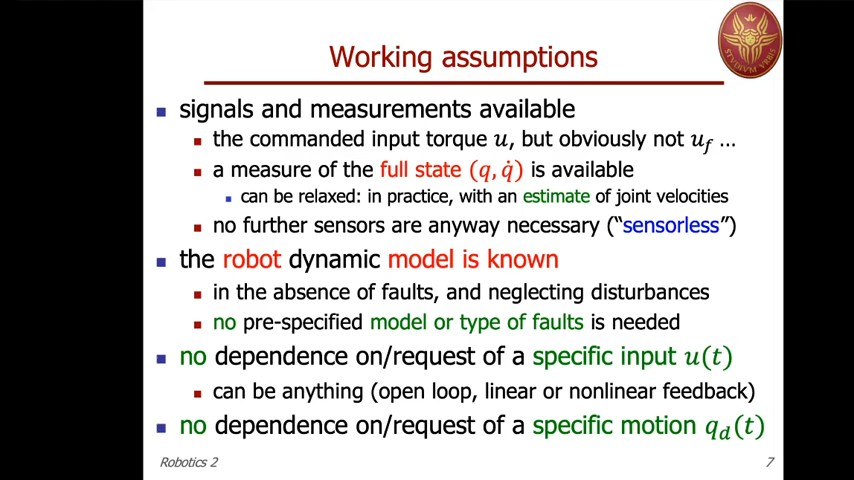 Working assumptions
STVDIVM VRBIS
▪ signals and measurements available
▪ the commanded input torque u, but obviously not u_f ...
▪ a measure of the full state (q, q̇) is available
▪ can be relaxed: in practice, with an estimate of joint velocities
▪ no further sensors are anyway necessary (“sensorless”)
▪ the robot dynamic model is known
▪ in the absence of faults, and neglecting disturbances
▪ no pre-specified model or type of faults is needed
▪ no dependence on/request of a specific input u(t)
▪ can be anything (open loop, linear or nonlinear feedback)
▪ no dependence on/request of a specific motion q_d(t)
Robotics 2
7